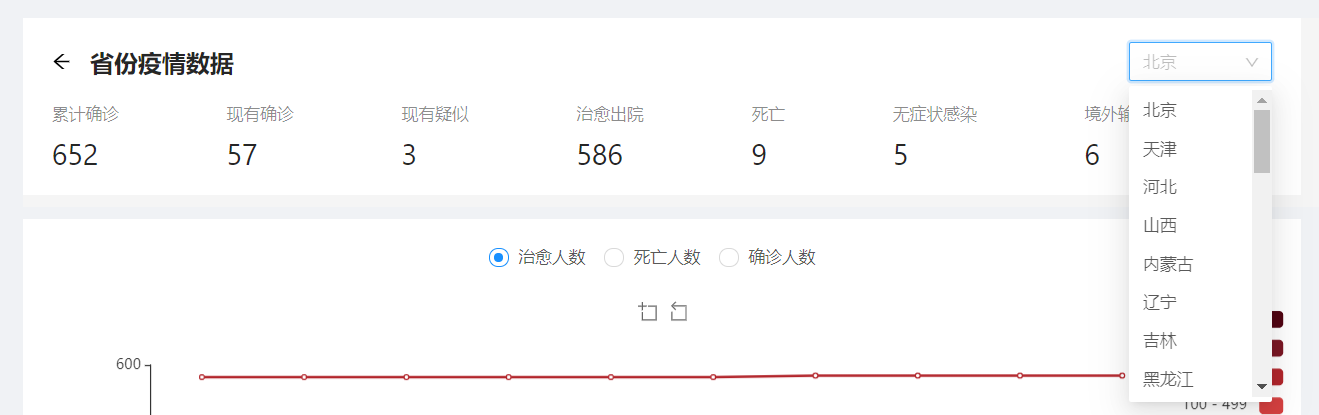 省份疫情数据
北京
累计确诊 现有确诊 现有疑似 治愈出院 死亡 无症状感染 境外输
652 57 3 586 9 5 6
北京
天津
河北
山西
内蒙古
辽宁
吉林
黑龙江
治愈人数 死亡人数 确诊人数
600
100 - 499